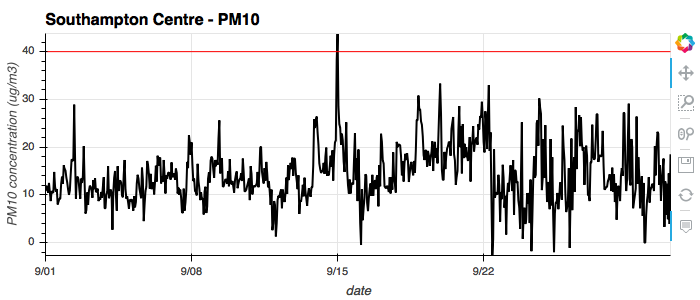 Southampton Centre - PM10
PM10 concentration (ug/m3)
40
30
20
10
0
9/01 9/08 9/15 9/22
date